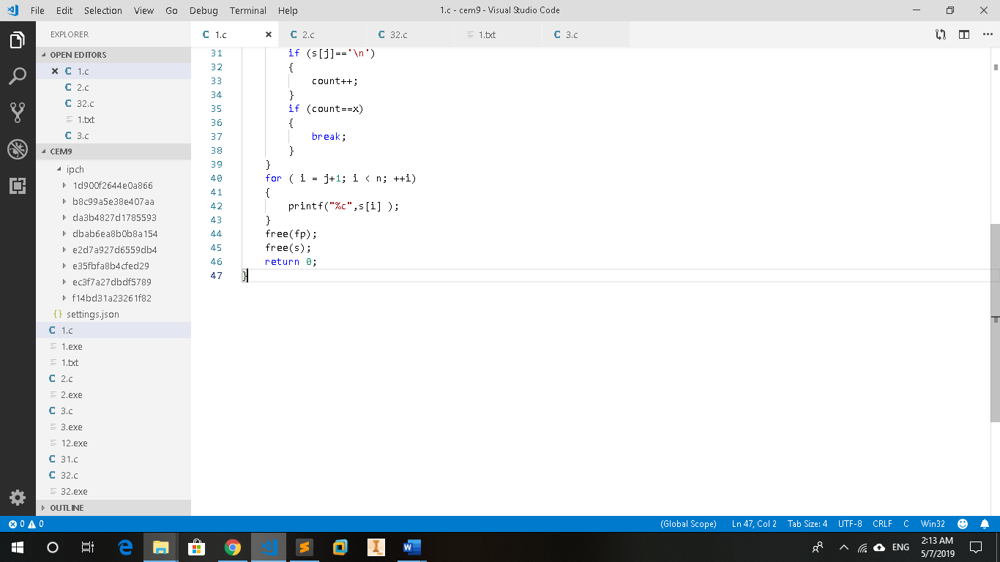 File Edit Selection View Go Debug Terminal Help 1.c - cem9 - Visual Studio Code
EXPLORER
OPEN EDITORS
1.c
2.c
32.c
1.txt
3.c
CEM9
ipch
1d900f2644e0a866
b8c99a5e38e407aa
da3b4827d1785593
dbab6ea8b0b8a154
e2d7a927d6559db4
e35fbfa8b4cfed29
ec3f7a27dbdf5789
f14bd31a23261f82
{} settings.json
C 1.c
1.exe
1.txt
C 2.c
2.exe
C 3.c
3.exe
12.exe
C 31.c
C 32.c
32.exe
OUTLINE
C 1.c C 2.c C 32.c 1.txt C 3.c
31 if (s[j]=='\n')
32 {
33 count++;
34 }
35 if (count==x)
36 {
37 break;
38 }
39 }
40 for ( i = j+1; i < n; ++i)
41 {
42 printf("%c",s[i] );
43 }
44 free(fp);
45 free(s);
46 return 0;
47 }
0 0 (Global Scope) Ln 47, Col 2 Tab Size: 4 UTF-8 CRLF C Win32
ENG
2:13 AM
5/7/2019